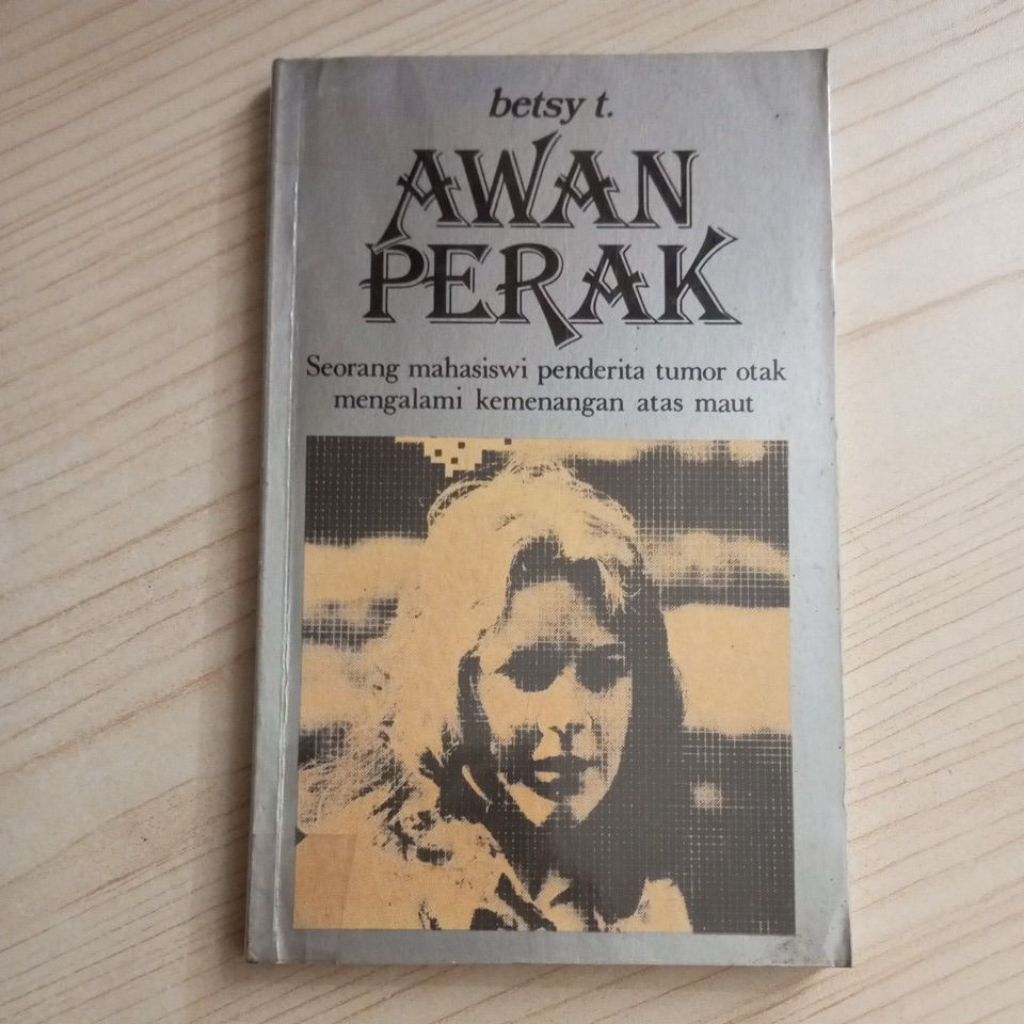 betsy t.
AWAN
PERAK
Seorang mahasiswi penderita tumor otak
mengalami kemenangan atas maut